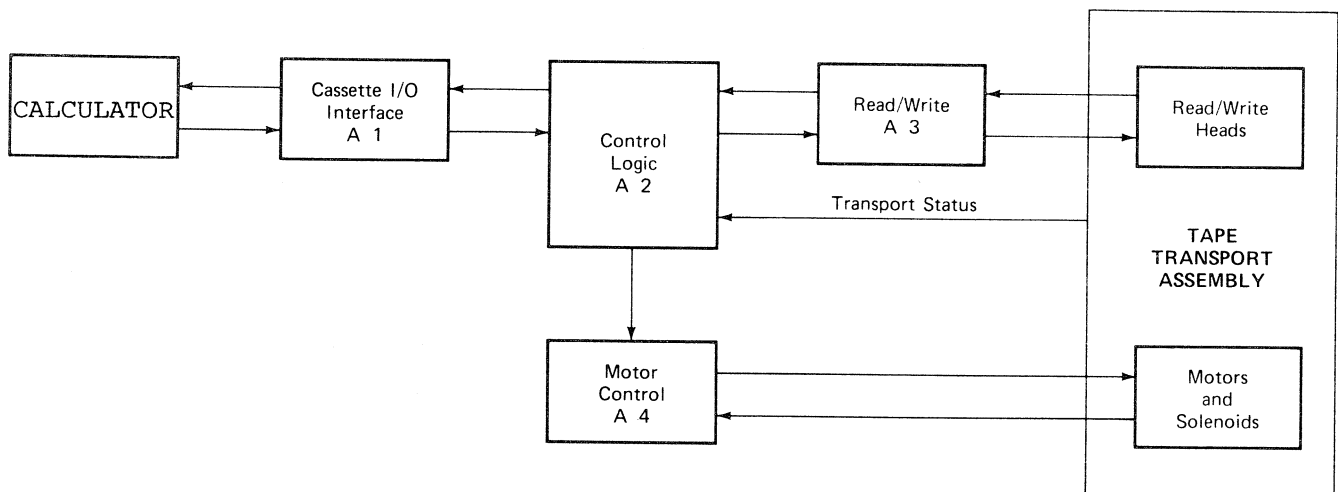 CALCULATOR
Cassette I/O
Interface
A 1
Control
Logic
A 2
Read/Write
A 3
Read/Write
Heads
Transport Status
TAPE
TRANSPORT
ASSEMBLY
Motor
Control
A 4
Motors
and
Solenoids